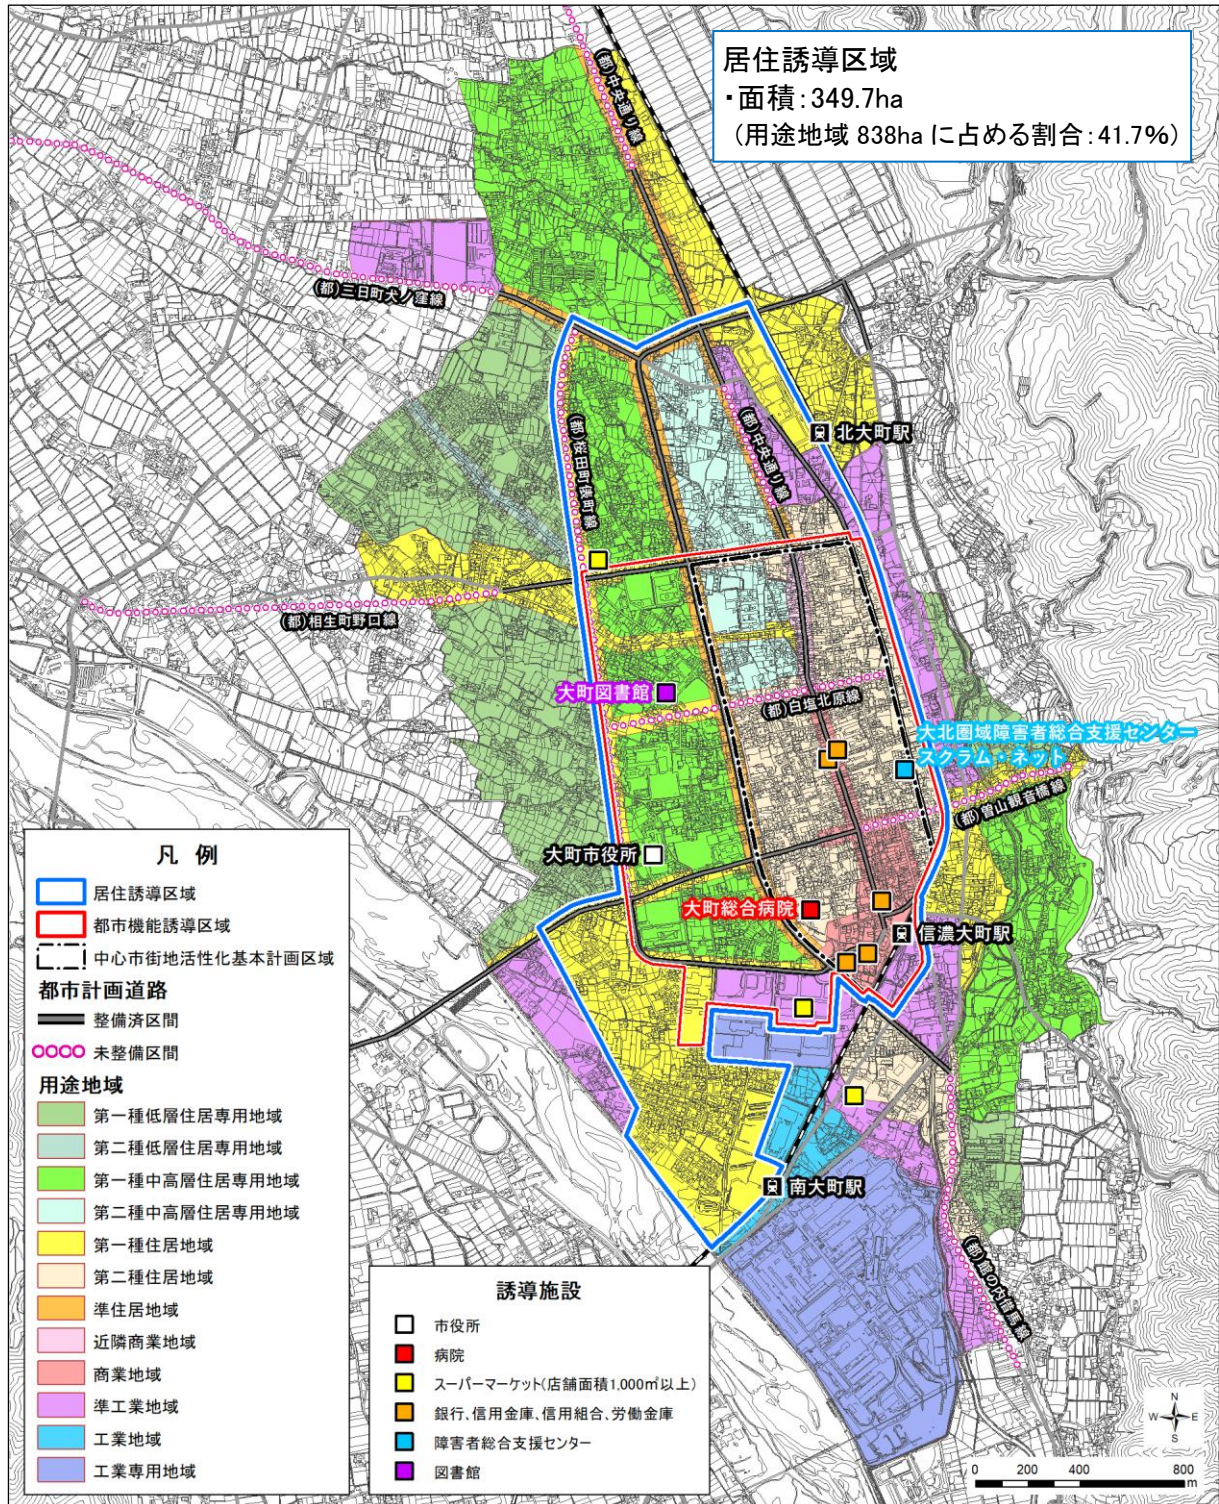 居住誘導区域
・面積：349.7ha
（用途地域 838ha に占める割合：41.7%）
(都)中央通り線
(都)三日町大ノ窪線
北大町駅
(都)桜田町俵町線
(都)中央通り線
(都)相生町野口線
大町図書館
(都)白塩北原線
大北圏域障害者総合支援センター
スクラム・ネット
(都)曽山観音橋線
大町市役所
大町総合病院
信濃大町駅
南大町駅
(都)館の内借馬線
凡 例
居住誘導区域
都市機能誘導区域
中心市街地活性化基本計画区域
都市計画道路
整備済区間
未整備区間
用途地域
第一種低層住居専用地域
第二種低層住居専用地域
第一種中高層住居専用地域
第二種中高層住居専用地域
第一種住居地域
第二種住居地域
準住居地域
近隣商業地域
商業地域
準工業地域
工業地域
工業専用地域
誘導施設
市役所
病院
スーパーマーケット(店舗面積1,000㎡以上)
銀行、信用金庫、信用組合、労働金庫
障害者総合支援センター
図書館
N
W E
S
0 200 400 800
m